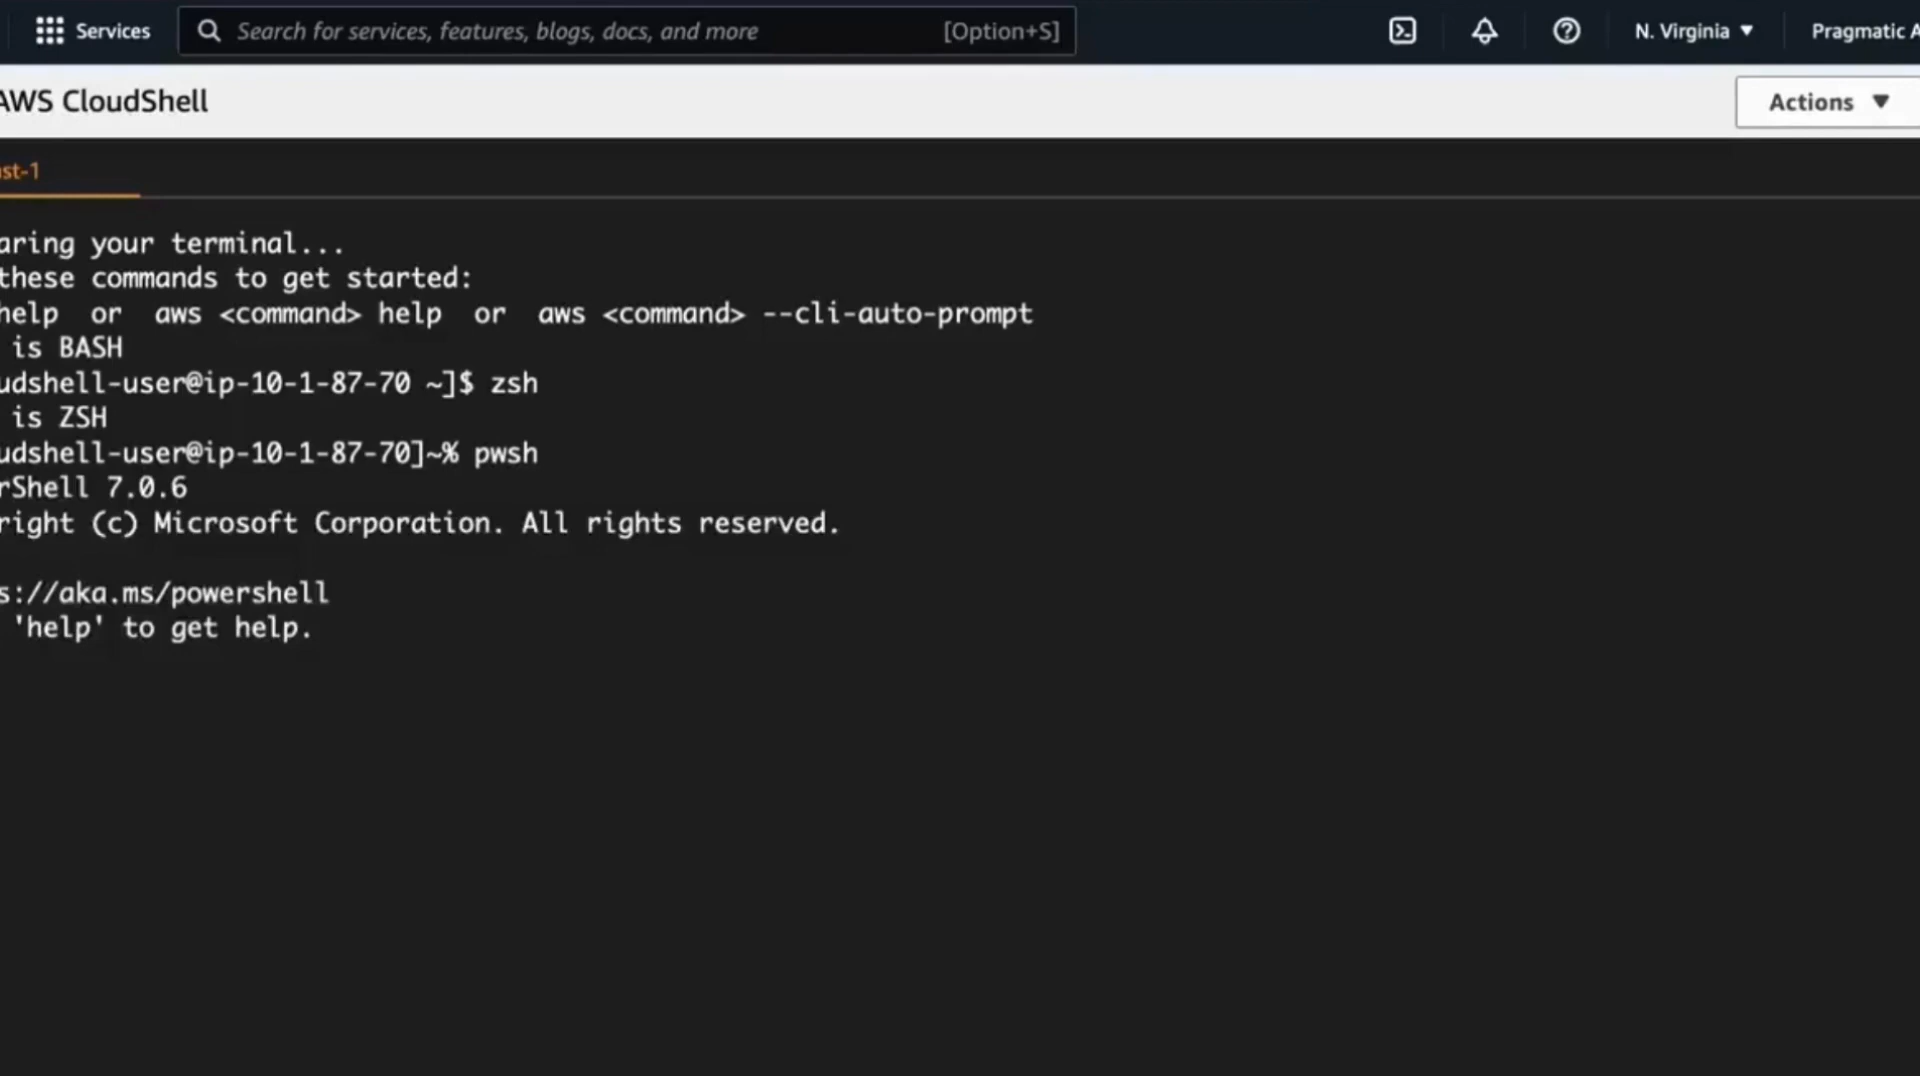 Services
Search for services, features, blogs, docs, and more [Option+S]
N. Virginia
Pragmatic A
AWS CloudShell
Actions
st-1
aring your terminal...
these commands to get started:
help or aws <command> help or aws <command> --cli-auto-prompt
is BASH
udshell-user@ip-10-1-87-70 ~]$ zsh
is ZSH
udshell-user@ip-10-1-87-70]~% pwsh
rShell 7.0.6
right (c) Microsoft Corporation. All rights reserved.
s://aka.ms/powershell
'help' to get help.